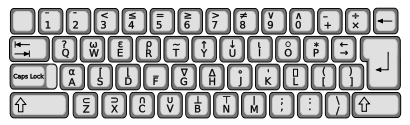 ¨ ¯ < ≤ = ≥ > ≠ ∨ ∧ – ÷ ←
1 2 3 4 5 6 7 8 9 0 + ×
? ω ε ρ ~ ↑ ↓ ι ○ * ←
Q W E R T Y U I O P →
Caps Lock α ⌈ ⌊ _ ∇ ∆ ∘ ' ⎕ ( )
A S D F G H J K L [ ]
⇧ ⊂ ⊃ ∩ ∪ ⊥ ⊤ | ; : \ ⇧
Z X C V B N M , . /